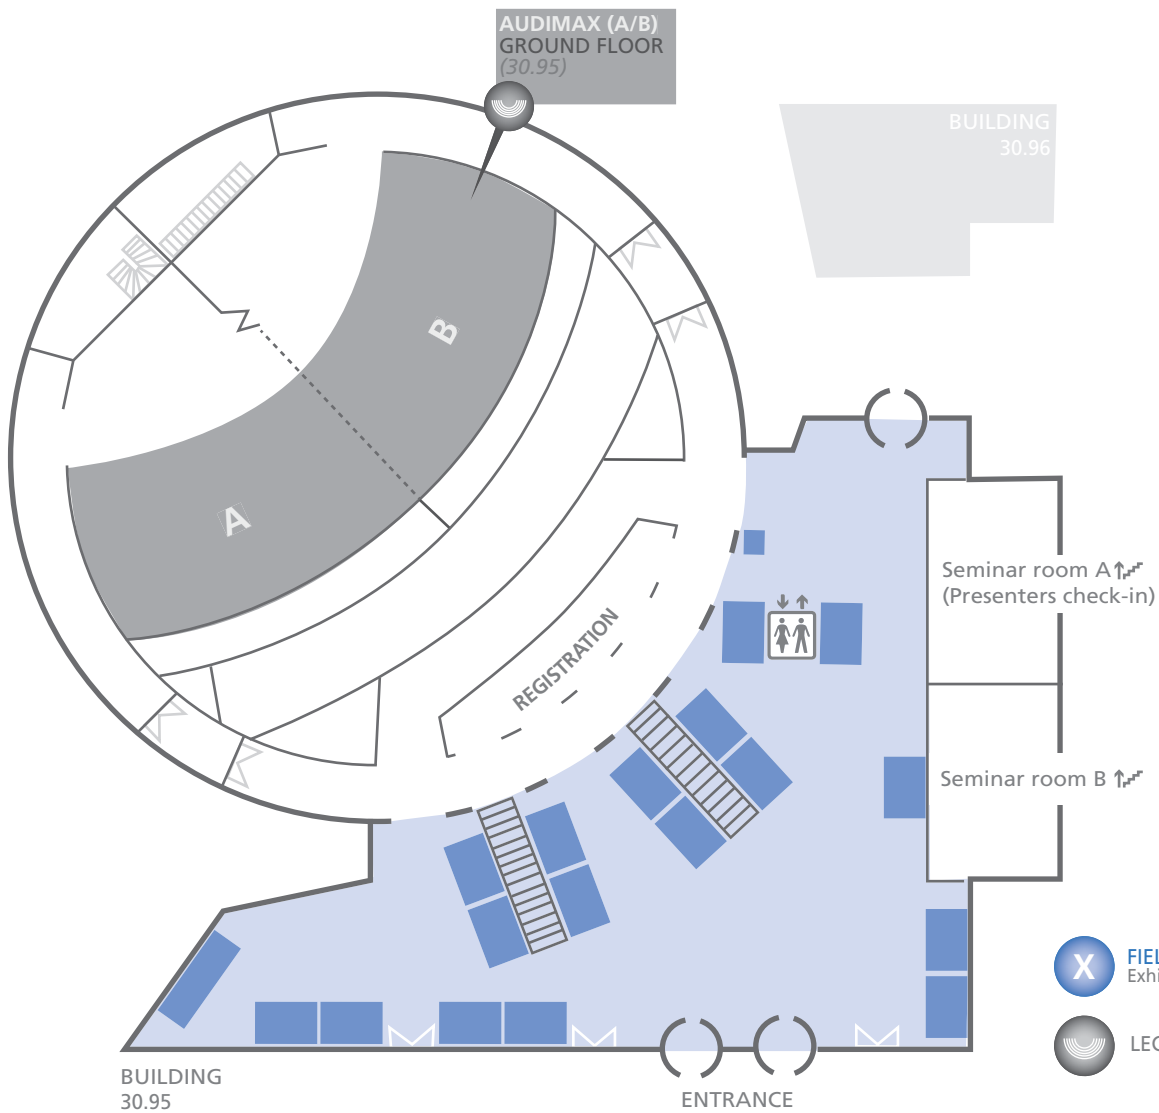 AUDIMAX (A/B)
GROUND FLOOR
(30.95)
BUILDING
30.96
B
A
REGISTRATION
Seminar room A
(Presenters check-in)
Seminar room B
X
BUILDING
30.95
ENTRANCE